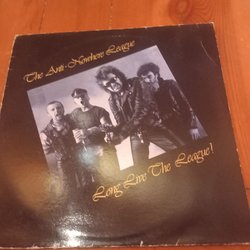 The Anti-Nowhere League
Long Live The League!